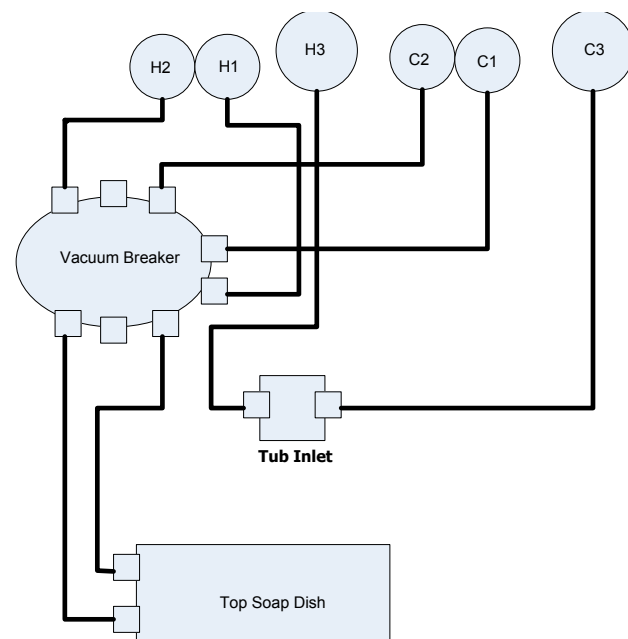 H2
H1
H3
C2
C1
C3
Vacuum Breaker
Tub Inlet
Top Soap Dish